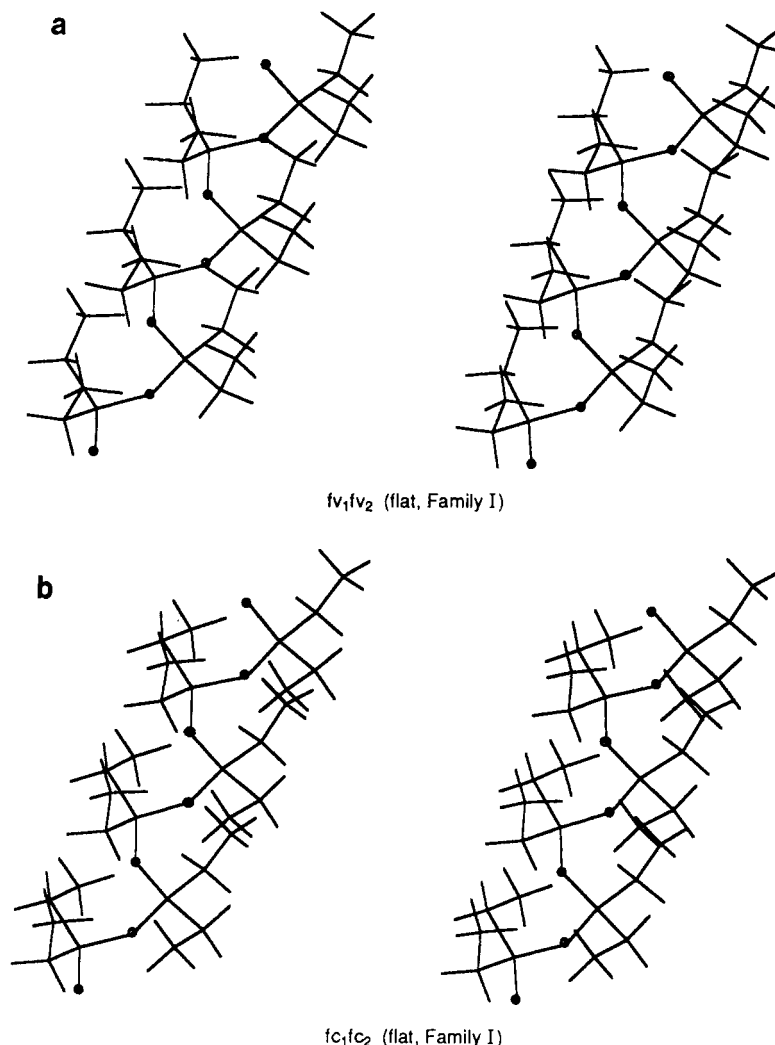 a
fv₁fv₂ (flat, Family I)
b
fc₁fc₂ (flat, Family I)